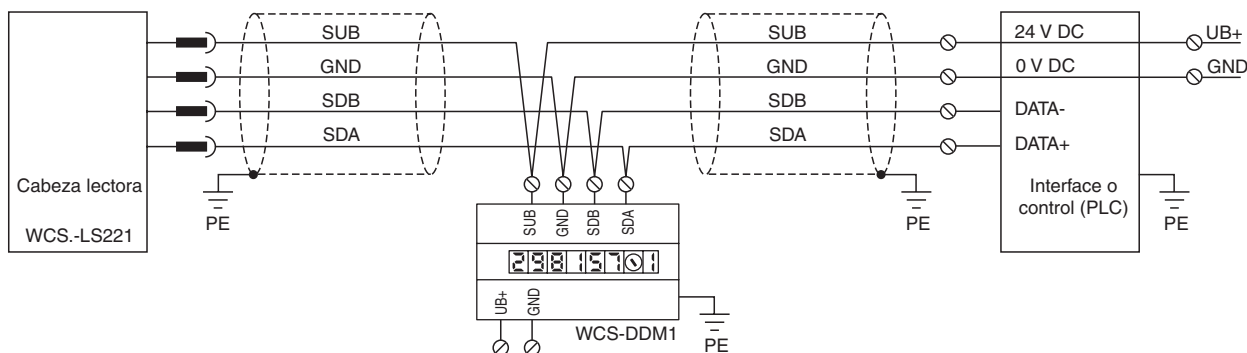 SUB
SUB
24 V DC
UB+
GND
GND
0 V DC
GND
SDB
SDB
DATA-
SDA
SDA
DATA+
Cabeza lectora
WCS.-LS221
PE
SUB
GND
SDB
SDA
PE
Interface o
control (PLC)
PE
298157 1
UB+
GND
WCS-DDM1
PE